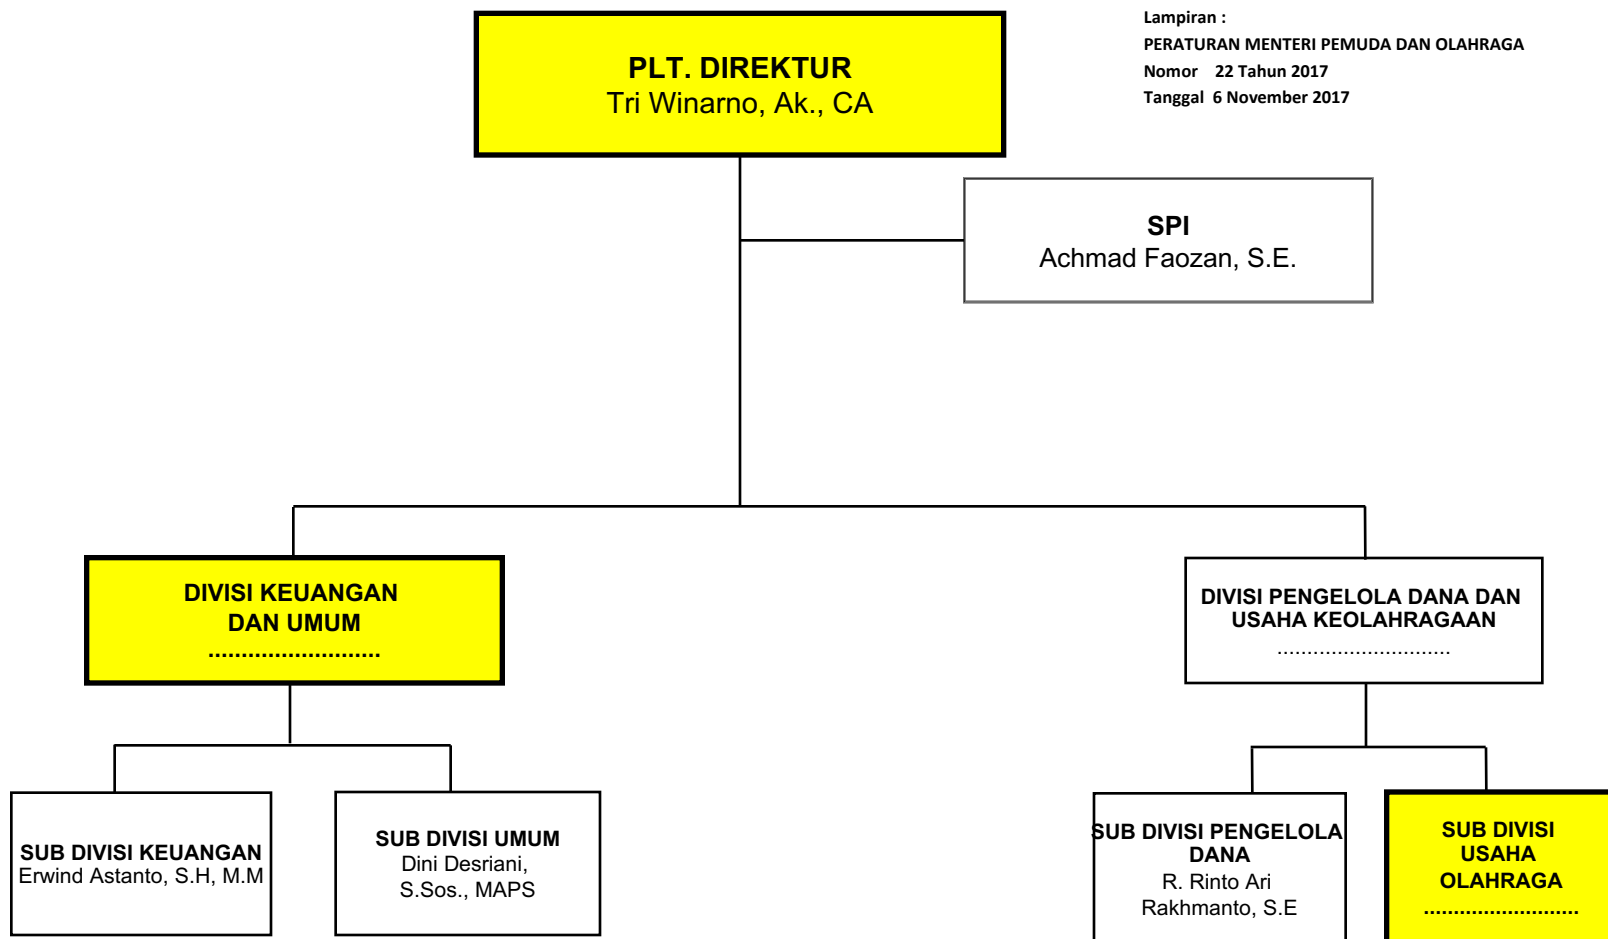 Lampiran :
PERATURAN MENTERI PEMUDA DAN OLAHRAGA
Nomor 22 Tahun 2017
Tanggal 6 November 2017
PLT. DIREKTUR
Tri Winarno, Ak., CA
SPI
Achmad Faozan, S.E.
DIVISI KEUANGAN
DAN UMUM
..........................
DIVISI PENGELOLA DANA DAN
USAHA KEOLAHRAGAAN
.............................
SUB DIVISI KEUANGAN
Erwind Astanto, S.H, M.M
SUB DIVISI UMUM
Dini Desriani,
S.Sos., MAPS
SUB DIVISI PENGELOLA
DANA
R. Rinto Ari
Rakhmanto, S.E
SUB DIVISI
USAHA
OLAHRAGA
..........................